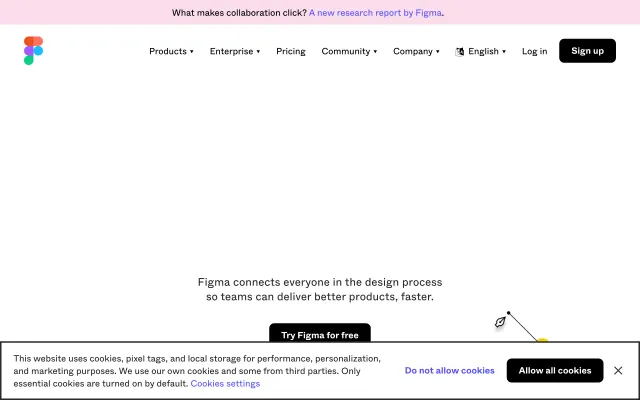 What makes collaboration click? A new research report by Figma.
Products ▾ Enterprise ▾ Pricing Community ▾ Company ▾ English ▾ Log in Sign up
Figma connects everyone in the design process
so teams can deliver better products, faster.
Try Figma for free
This website uses cookies, pixel tags, and local storage for performance, personalization,
and marketing purposes. We use our own cookies and some from third parties. Only
essential cookies are turned on by default. Cookies settings
Do not allow cookies
Allow all cookies